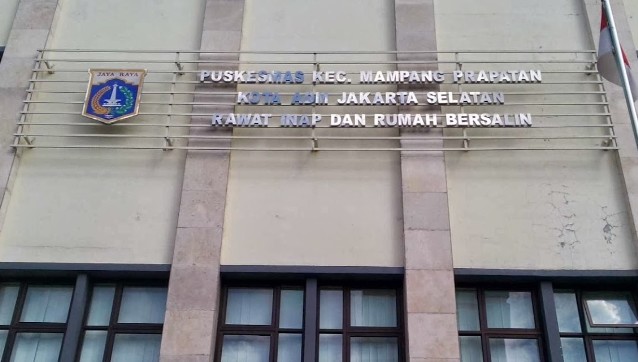 JAYA RAYA
PUSKESMAS KEC. MAMPANG PRAPATAN
KOTA ADM JAKARTA SELATAN
RAWAT INAP DAN RUMAH BERSALIN